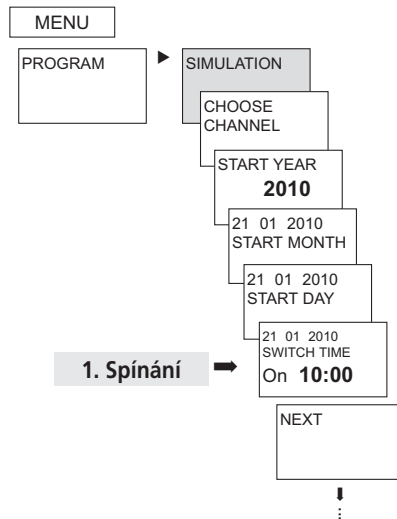 MENU
PROGRAM
SIMULATION
CHOOSE
CHANNEL
START YEAR
2010
21 01 2010
START MONTH
21 01 2010
START DAY
21 01 2010
SWITCH TIME
On 10:00
1. Spínání
NEXT